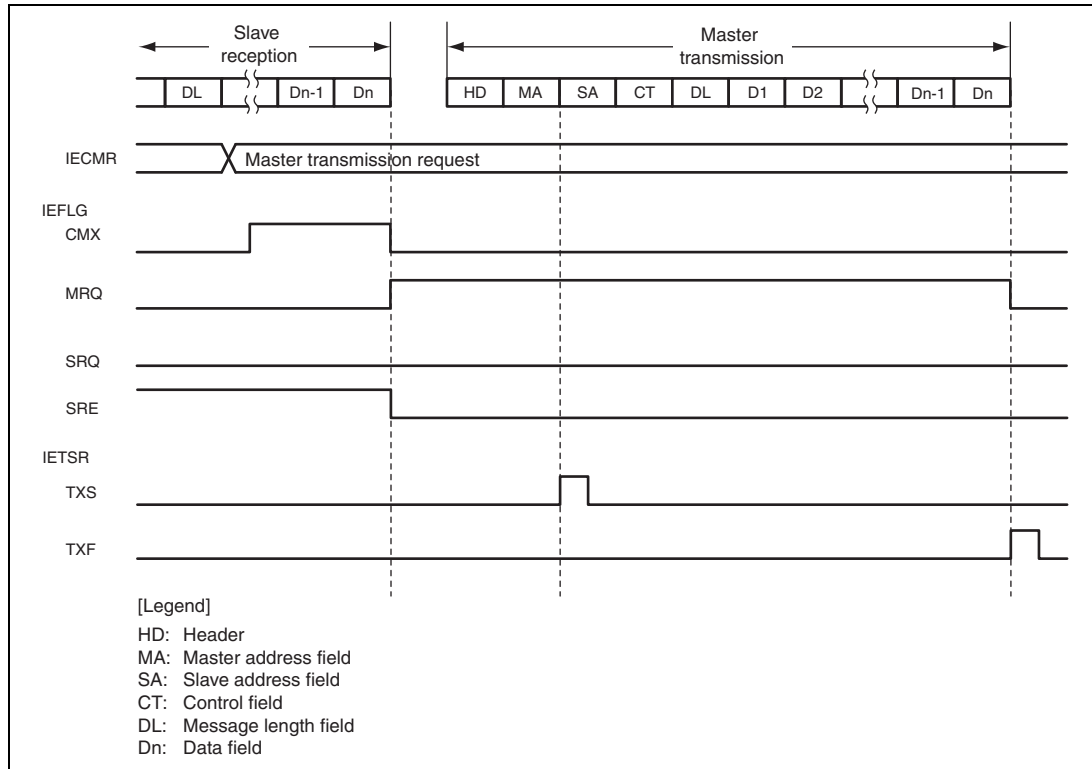 Slave
reception
Master
transmission
DL Dn-1 Dn HD MA SA CT DL D1 D2 Dn-1 Dn
IECMR Master transmission request
IEFLG
CMX
MRQ
SRQ
SRE
IETSR
TXS
TXF
[Legend]
HD: Header
MA: Master address field
SA: Slave address field
CT: Control field
DL: Message length field
Dn: Data field